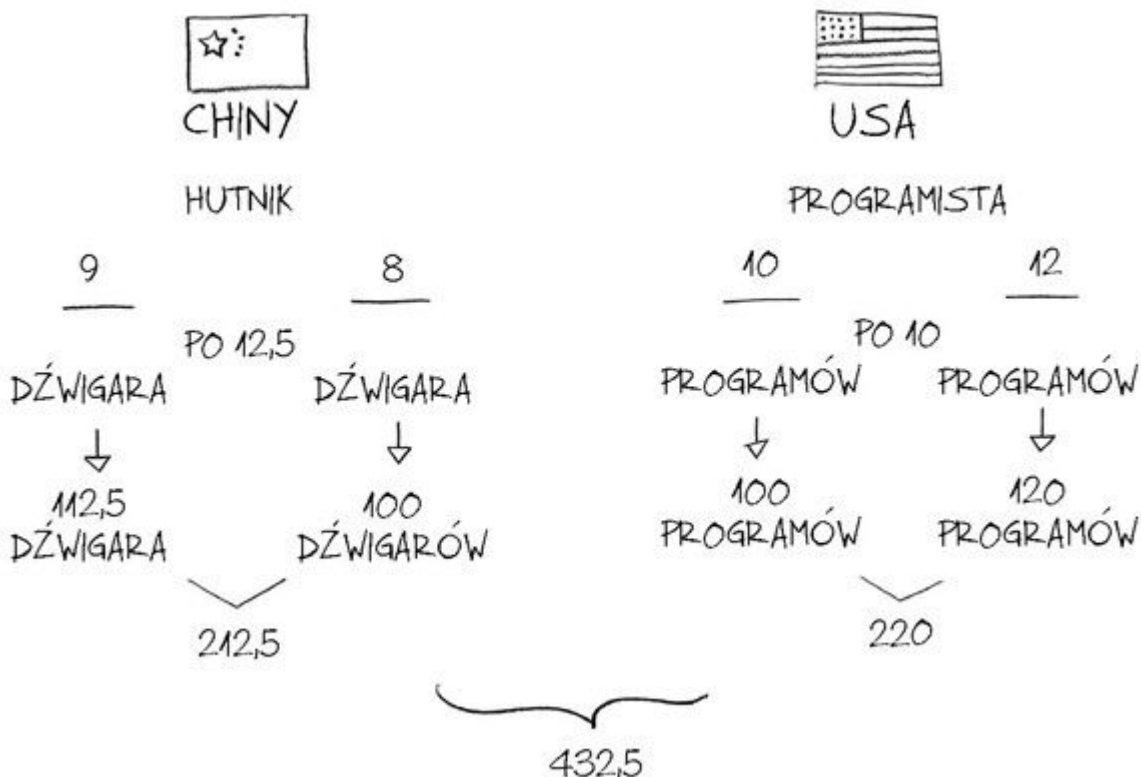 CHINY
USA
HUTNIK
PROGRAMISTA
9
8
10
12
PO 12,5
PO 10
DŹWIGARA
DŹWIGARA
PROGRAMÓW
PROGRAMÓW
112,5
100
100
120
DŹWIGARA
DŹWIGARÓW
PROGRAMÓW
PROGRAMÓW
212,5
220
432,5